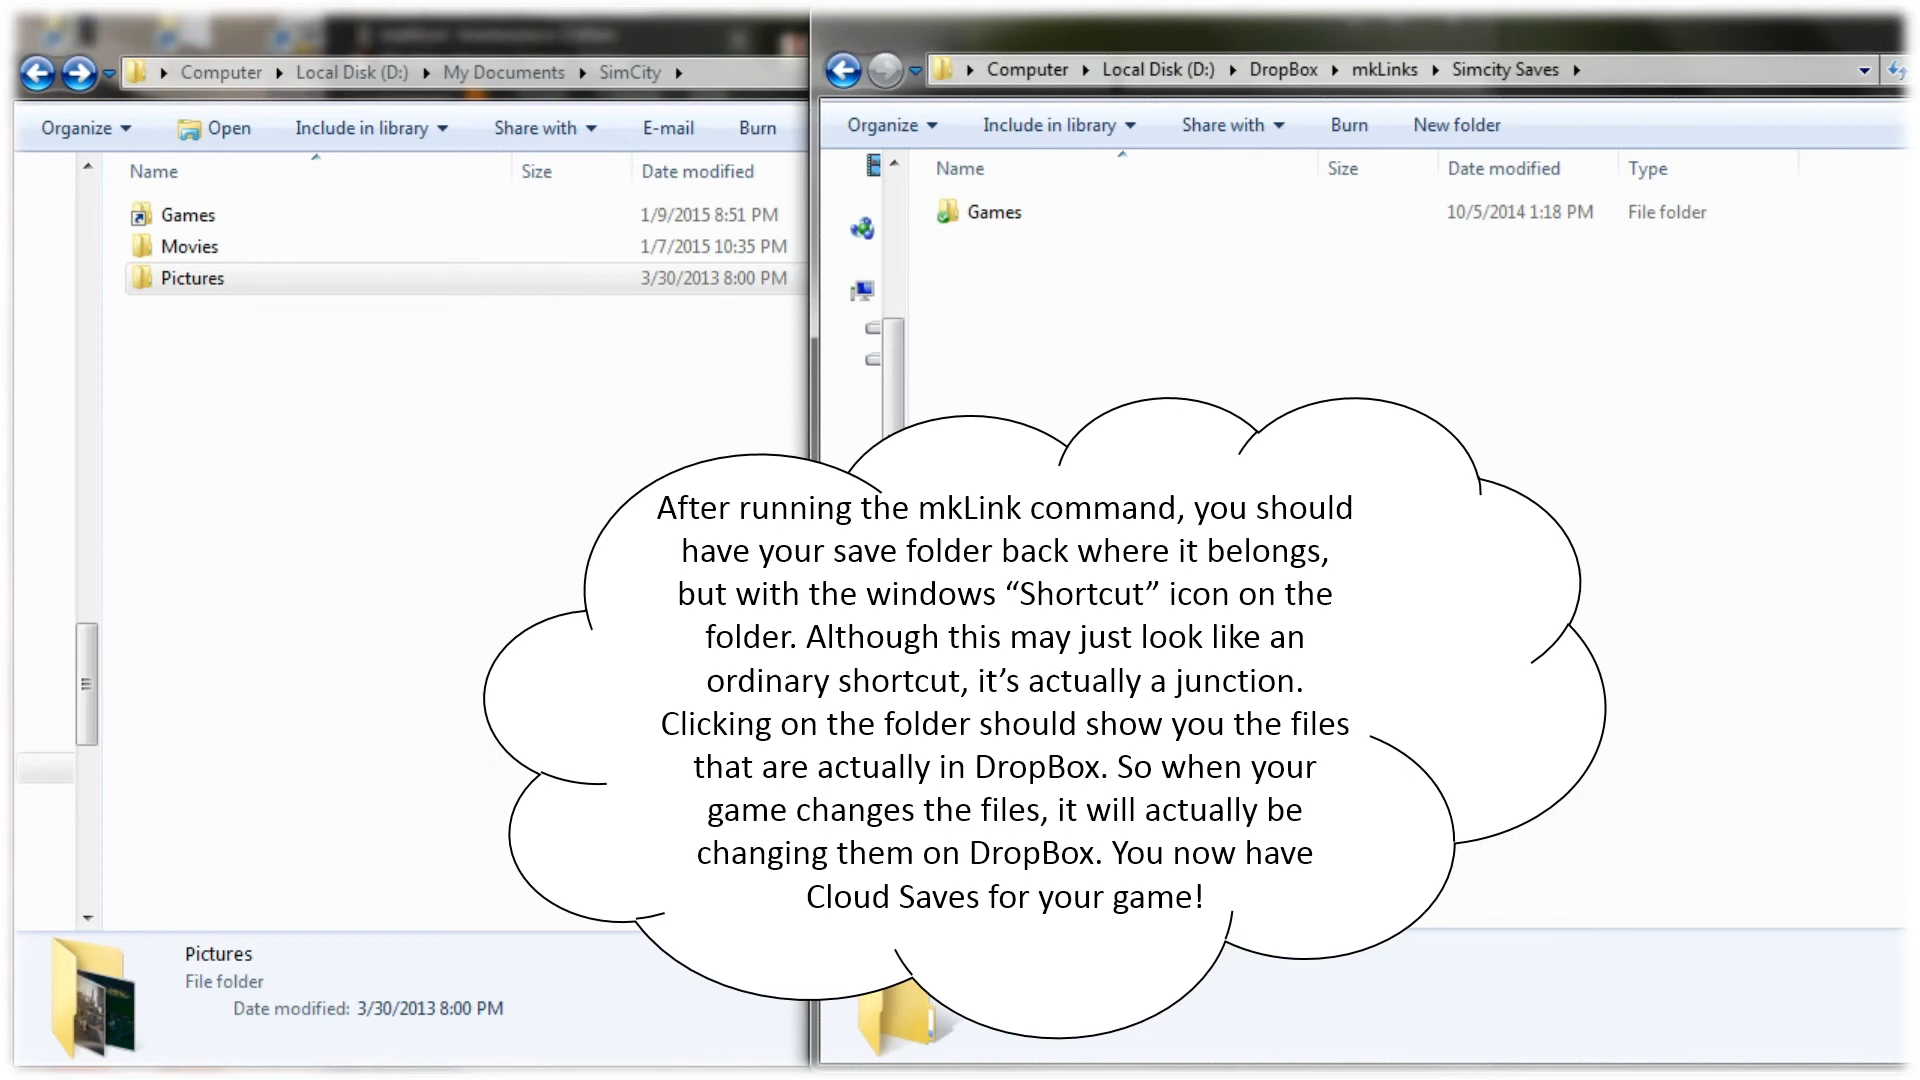 Computer Local Disk (D:) My Documents SimCity
Organize Open Include in library Share with E-mail Burn
Name Size Date modified
Games 1/9/2015 8:51 PM
Movies 1/7/2015 10:35 PM
Pictures 3/30/2013 8:00 PM
Pictures
File folder
Date modified: 3/30/2013 8:00 PM
Computer Local Disk (D:) DropBox mkLinks Simcity Saves
Organize Include in library Share with Burn New folder
Name Size Date modified Type
Games 10/5/2014 1:18 PM File folder
After running the mkLink command, you should
have your save folder back where it belongs,
but with the windows “Shortcut” icon on the
folder. Although this may just look like an
ordinary shortcut, it’s actually a junction.
Clicking on the folder should show you the files
that are actually in DropBox. So when your
game changes the files, it will actually be
changing them on DropBox. You now have
Cloud Saves for your game!